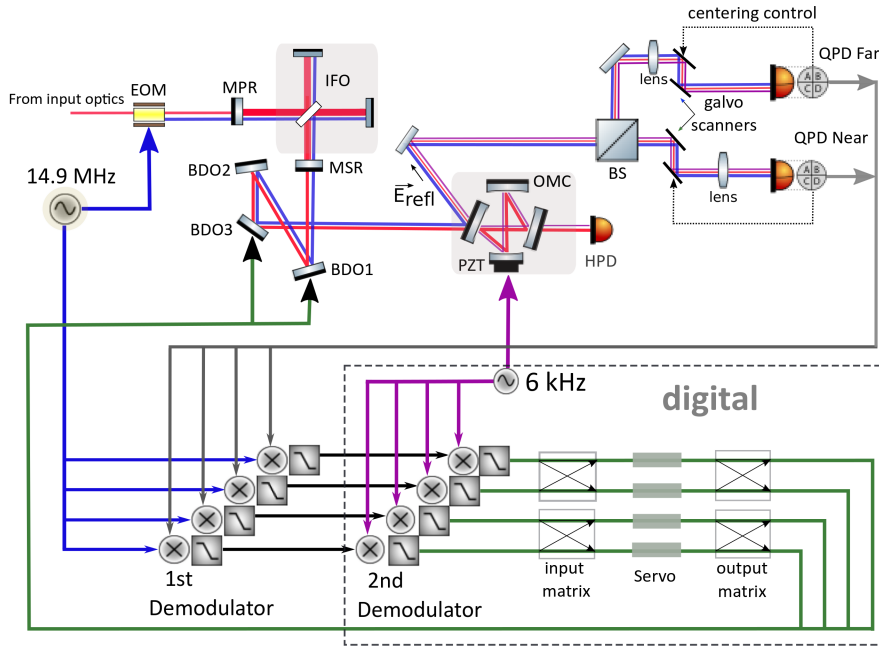 centering control
QPD Far
A B
C D
IFO
MPR
EOM
From input optics
lens
galvo
scanners
QPD Near
A B
C D
14.9 MHz
BDO2
MSR
BS
lens
OMC
Erefl
BDO3
PZT
HPD
BDO1
6 kHz
digital
1st
Demodulator
2nd
Demodulator
input
matrix
Servo
output
matrix